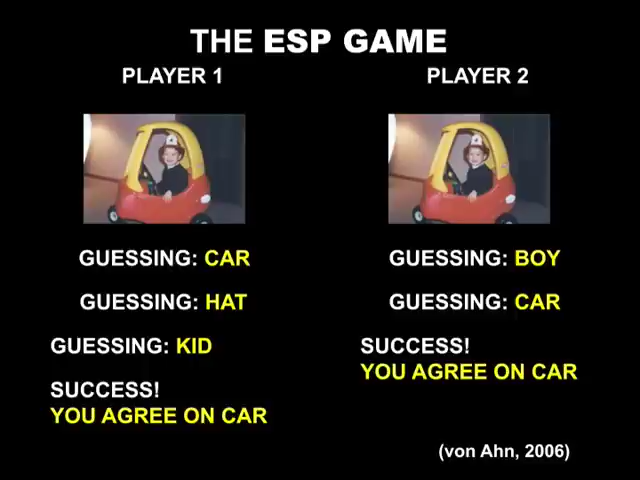 THE ESP GAME
PLAYER 1
GUESSING: CAR
GUESSING: HAT
GUESSING: KID
SUCCESS!
YOU AGREE ON CAR
PLAYER 2
GUESSING: BOY
GUESSING: CAR
SUCCESS!
YOU AGREE ON CAR
(von Ahn, 2006)